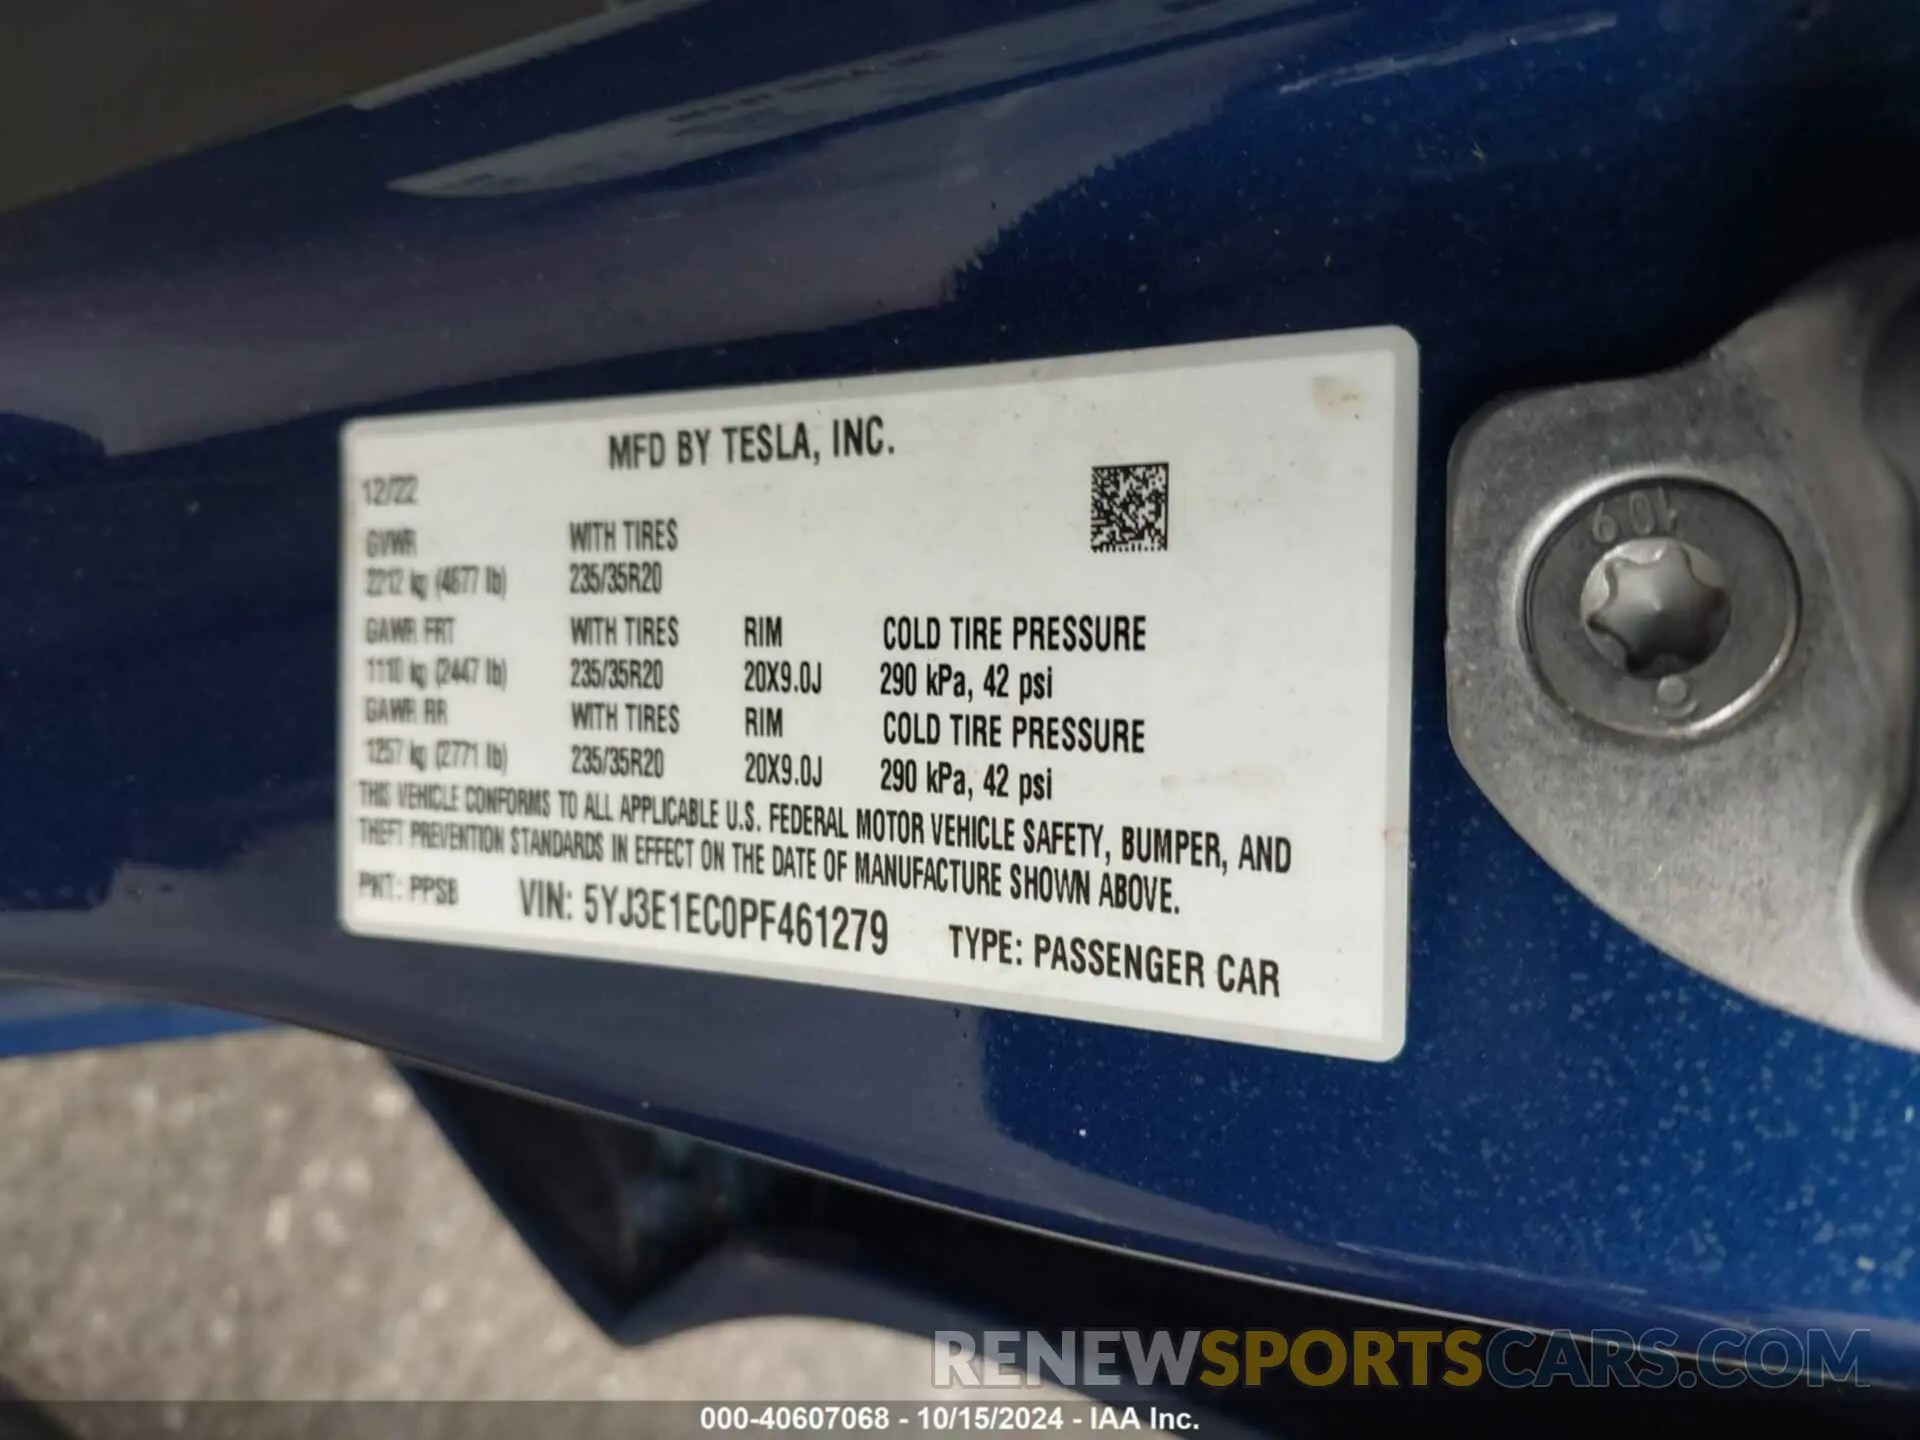 MFD BY TESLA, INC.
12/22
GVWR WITH TIRES
2212 kg (4877 lb) 235/35R20
GAWR FRT WITH TIRES RIM COLD TIRE PRESSURE
1110 kg (2447 lb) 235/35R20 20X9.0J 290 kPa, 42 psi
GAWR RR WITH TIRES RIM COLD TIRE PRESSURE
1257 kg (2771 lb) 235/35R20 20X9.0J 290 kPa, 42 psi
THIS VEHICLE CONFORMS TO ALL APPLICABLE U.S. FEDERAL MOTOR VEHICLE SAFETY, BUMPER, AND
THEFT PREVENTION STANDARDS IN EFFECT ON THE DATE OF MANUFACTURE SHOWN ABOVE.
PNT: PPSB VIN: 5YJ3E1EC0PF461279 TYPE: PASSENGER CAR
10.9
RENEWSPORTSCARS.COM
000-40607068 - 10/15/2024 - IAA Inc.